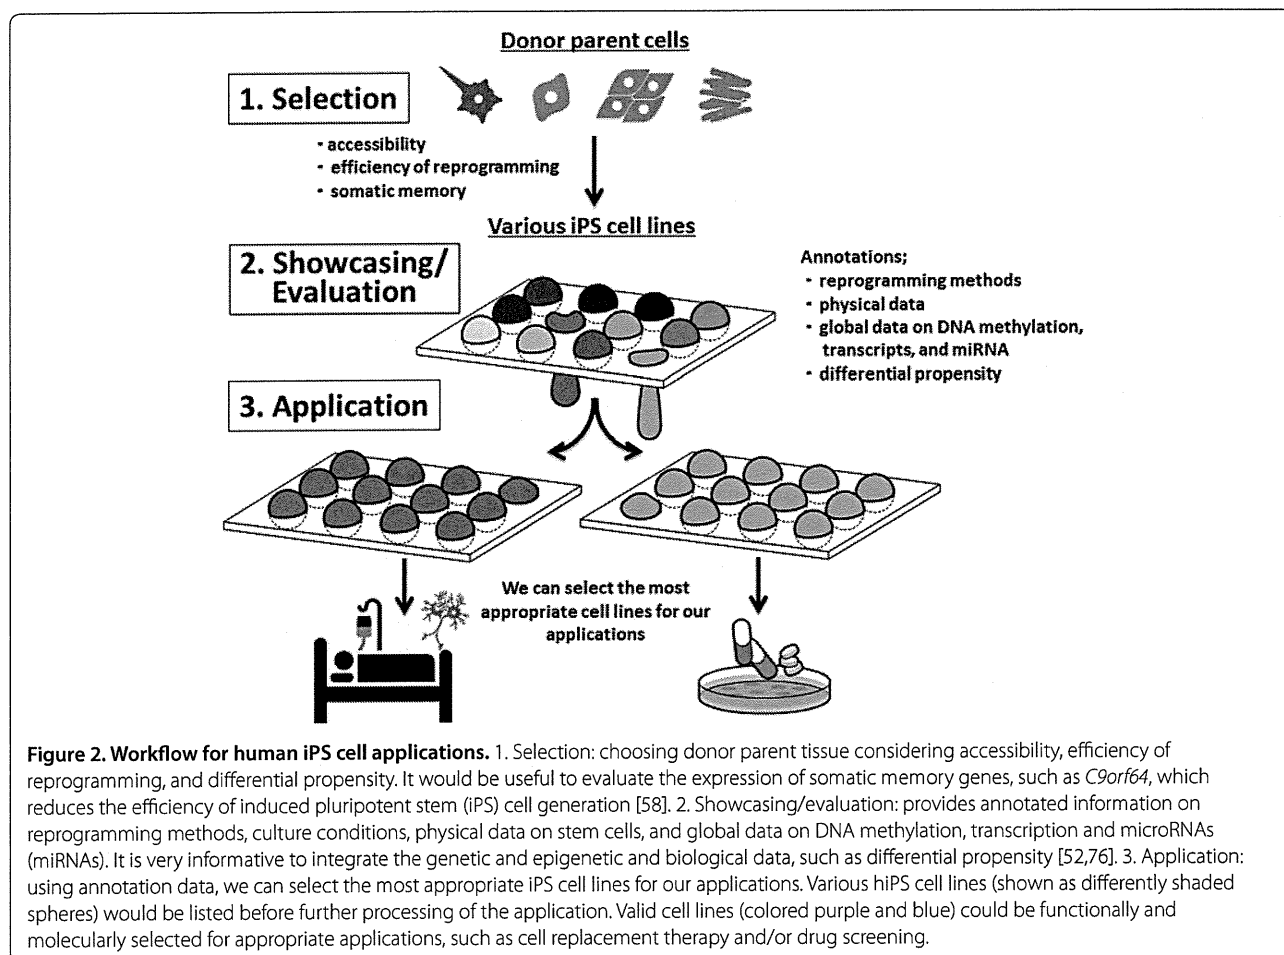 Donor parent cells
1. Selection
· accessibility
· efficiency of reprogramming
· somatic memory
Various iPS cell lines
2. Showcasing/
Evaluation
Annotations;
· reprogramming methods
· physical data
· global data on DNA methylation,
transcripts, and miRNA
· differential propensity
3. Application
We can select the most
appropriate cell lines for our
applications
Figure 2. Workflow for human iPS cell applications. 1. Selection: choosing donor parent tissue considering accessibility, efficiency of
reprogramming, and differential propensity. It would be useful to evaluate the expression of somatic memory genes, such as C9orf64, which
reduces the efficiency of induced pluripotent stem (iPS) cell generation [58]. 2. Showcasing/evaluation: provides annotated information on
reprogramming methods, culture conditions, physical data on stem cells, and global data on DNA methylation, transcription and microRNAs
(miRNAs). It is very informative to integrate the genetic and epigenetic and biological data, such as differential propensity [52,76]. 3. Application:
using annotation data, we can select the most appropriate iPS cell lines for our applications. Various hiPS cell lines (shown as differently shaded
spheres) would be listed before further processing of the application. Valid cell lines (colored purple and blue) could be functionally and
molecularly selected for appropriate applications, such as cell replacement therapy and/or drug screening.